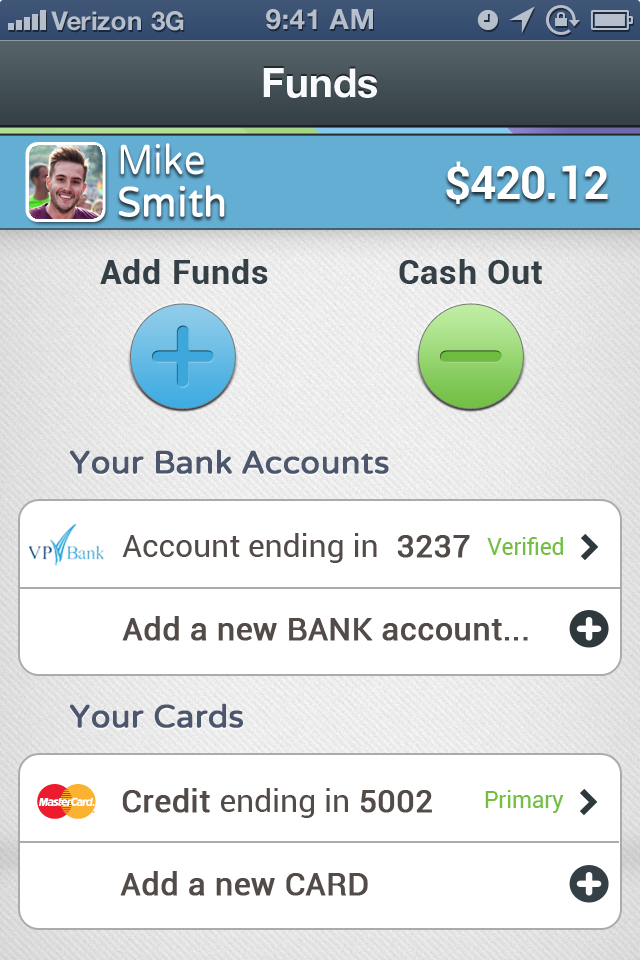 Verizon 3G 9:41 AM
Funds
Mike
Smith
$420.12
Add Funds Cash Out
Your Bank Accounts
VP Bank Account ending in 3237 Verified
Add a new BANK account...
Your Cards
MasterCard Credit ending in 5002 Primary
Add a new CARD